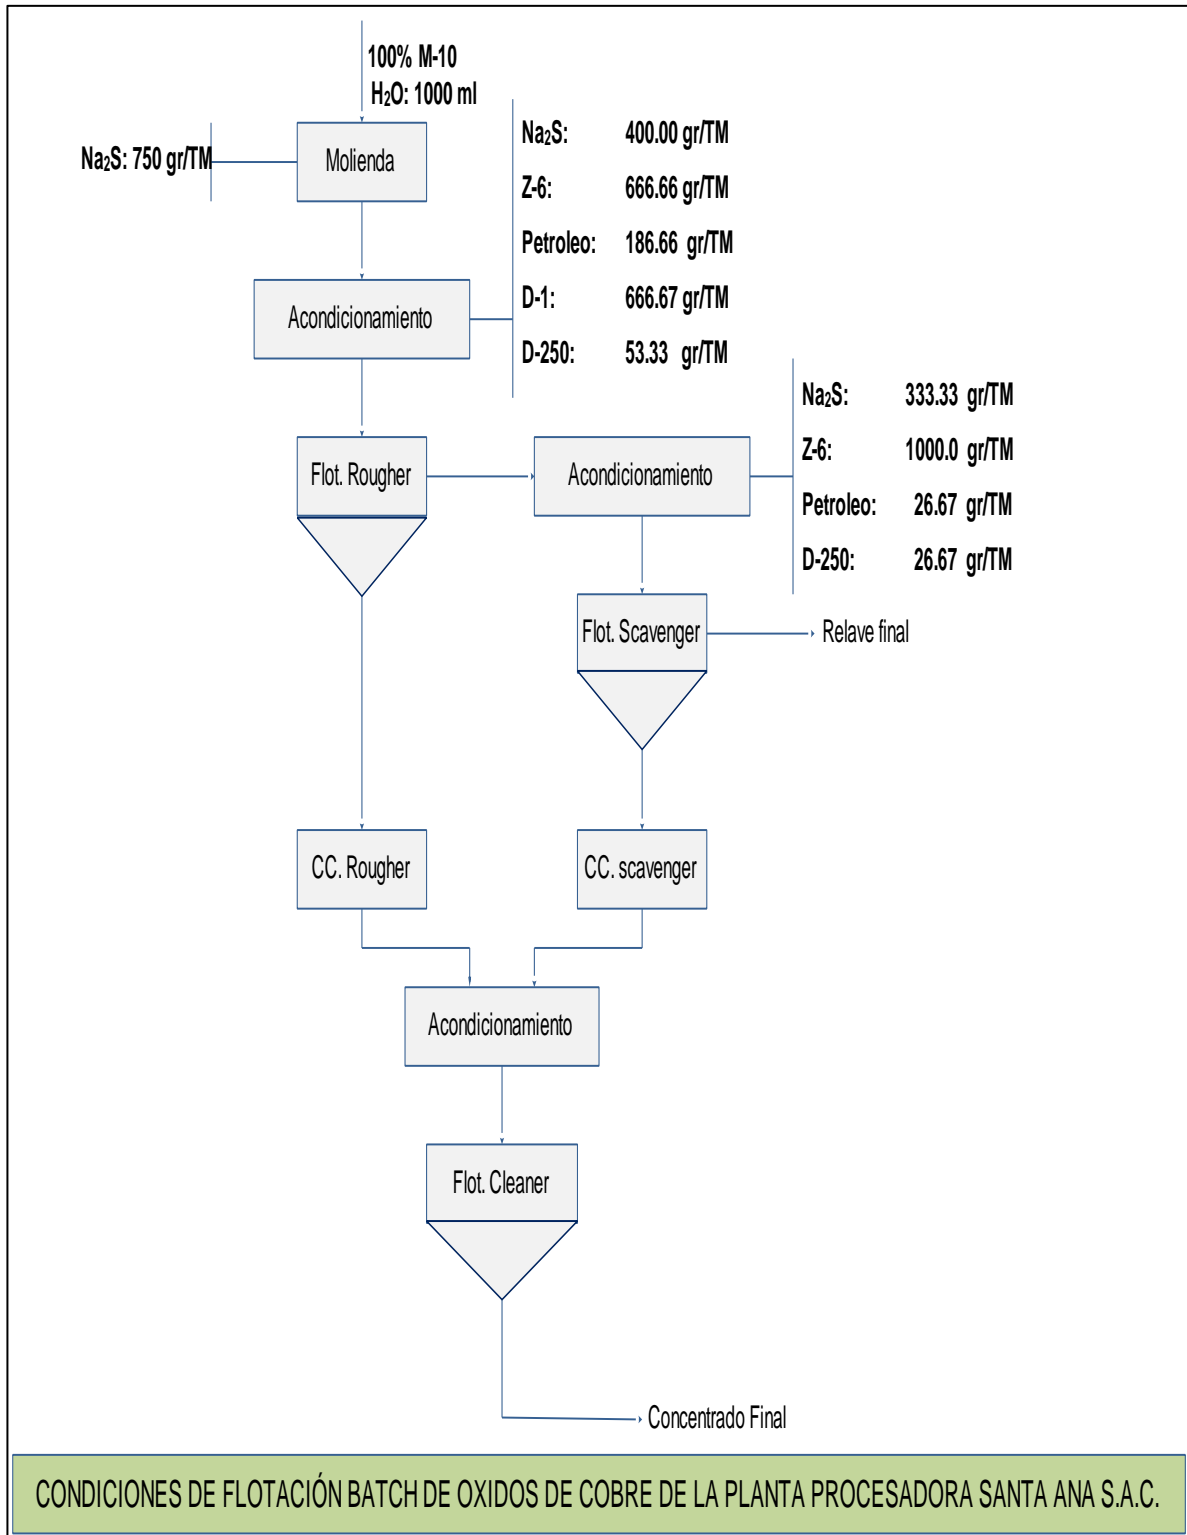 100% M-10
H₂O: 1000 ml
Na₂S: 750 gr/TM
Molienda
Na₂S: 400.00 gr/TM
Z-6: 666.66 gr/TM
Petroleo: 186.66 gr/TM
D-1: 666.67 gr/TM
D-250: 53.33 gr/TM
Acondicionamiento
Na₂S: 333.33 gr/TM
Z-6: 1000.0 gr/TM
Petroleo: 26.67 gr/TM
D-250: 26.67 gr/TM
Flot. Rougher
Acondicionamiento
Flot. Scavenger
Relave final
CC. Rougher
CC. scavenger
Acondicionamiento
Flot. Cleaner
Concentrado Final
CONDICIONES DE FLOTACIÓN BATCH DE OXIDOS DE COBRE DE LA PLANTA PROCESADORA SANTA ANA S.A.C.